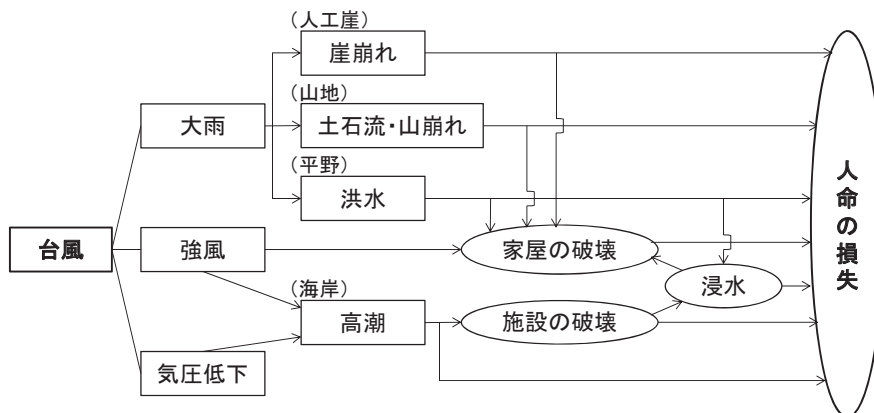 （人工崖）
崖崩れ
（山地）
大雨
土石流・山崩れ
（平野）
洪水
台風
強風
家屋の破壊
浸水
（海岸）
高潮
施設の破壊
気圧低下
人命の損失